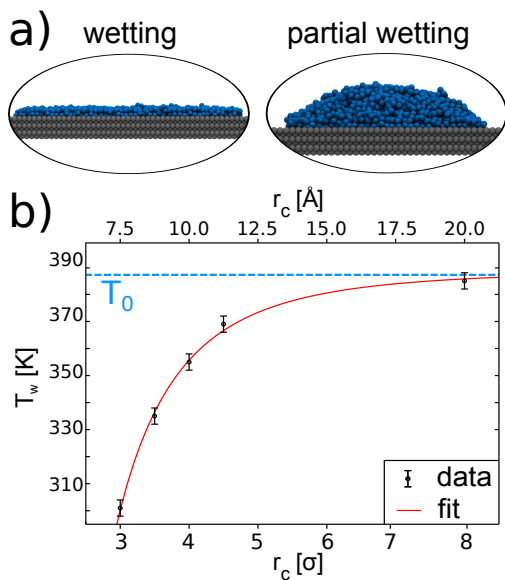 a) wetting partial wetting
b) r_c [Å]
7.5 10.0 12.5 15.0 17.5 20.0
390
T_0
370
350
T_w [K]
330
310
data
fit
3 4 5 6 7 8
r_c [σ]